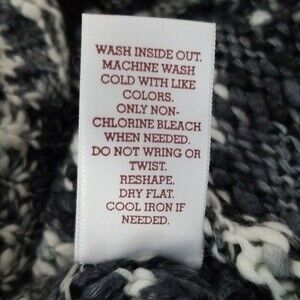 WASH INSIDE OUT.
MACHINE WASH
COLD WITH LIKE
COLORS.
ONLY NON-
CHLORINE BLEACH
WHEN NEEDED.
DO NOT WRING OR
TWIST.
RESHAPE.
DRY FLAT.
COOL IRON IF
NEEDED.